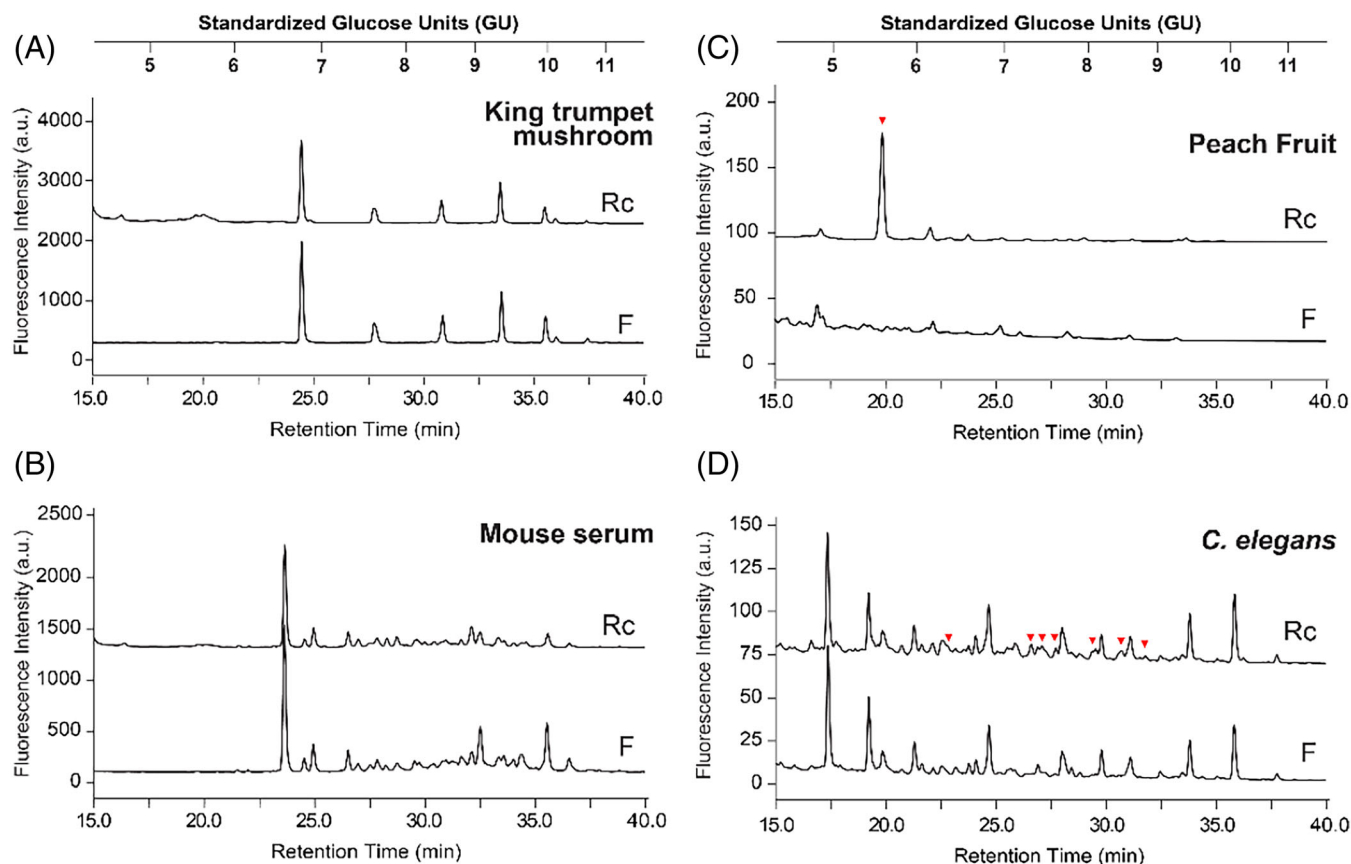 (A)
Standardized Glucose Units (GU)
5 6 7 8 9 10 11
King trumpet
mushroom
Rc
F
Fluorescence Intensity (a.u.)
4000
3000
2000
1000
0
15.0 20.0 25.0 30.0 35.0 40.0
Retention Time (min)
(C)
Standardized Glucose Units (GU)
5 6 7 8 9 10 11
Peach Fruit
Rc
F
Fluorescence Intensity (a.u.)
200
150
100
50
0
15.0 20.0 25.0 30.0 35.0 40.0
Retention Time (min)
(B)
Mouse serum
Rc
F
Fluorescence Intensity (a.u.)
2500
2000
1500
1000
500
0
15.0 20.0 25.0 30.0 35.0 40.0
Retention Time (min)
(D)
C. elegans
Rc
F
Fluorescence Intensity (a.u.)
150
125
100
75
50
25
0
15.0 20.0 25.0 30.0 35.0 40.0
Retention Time (min)